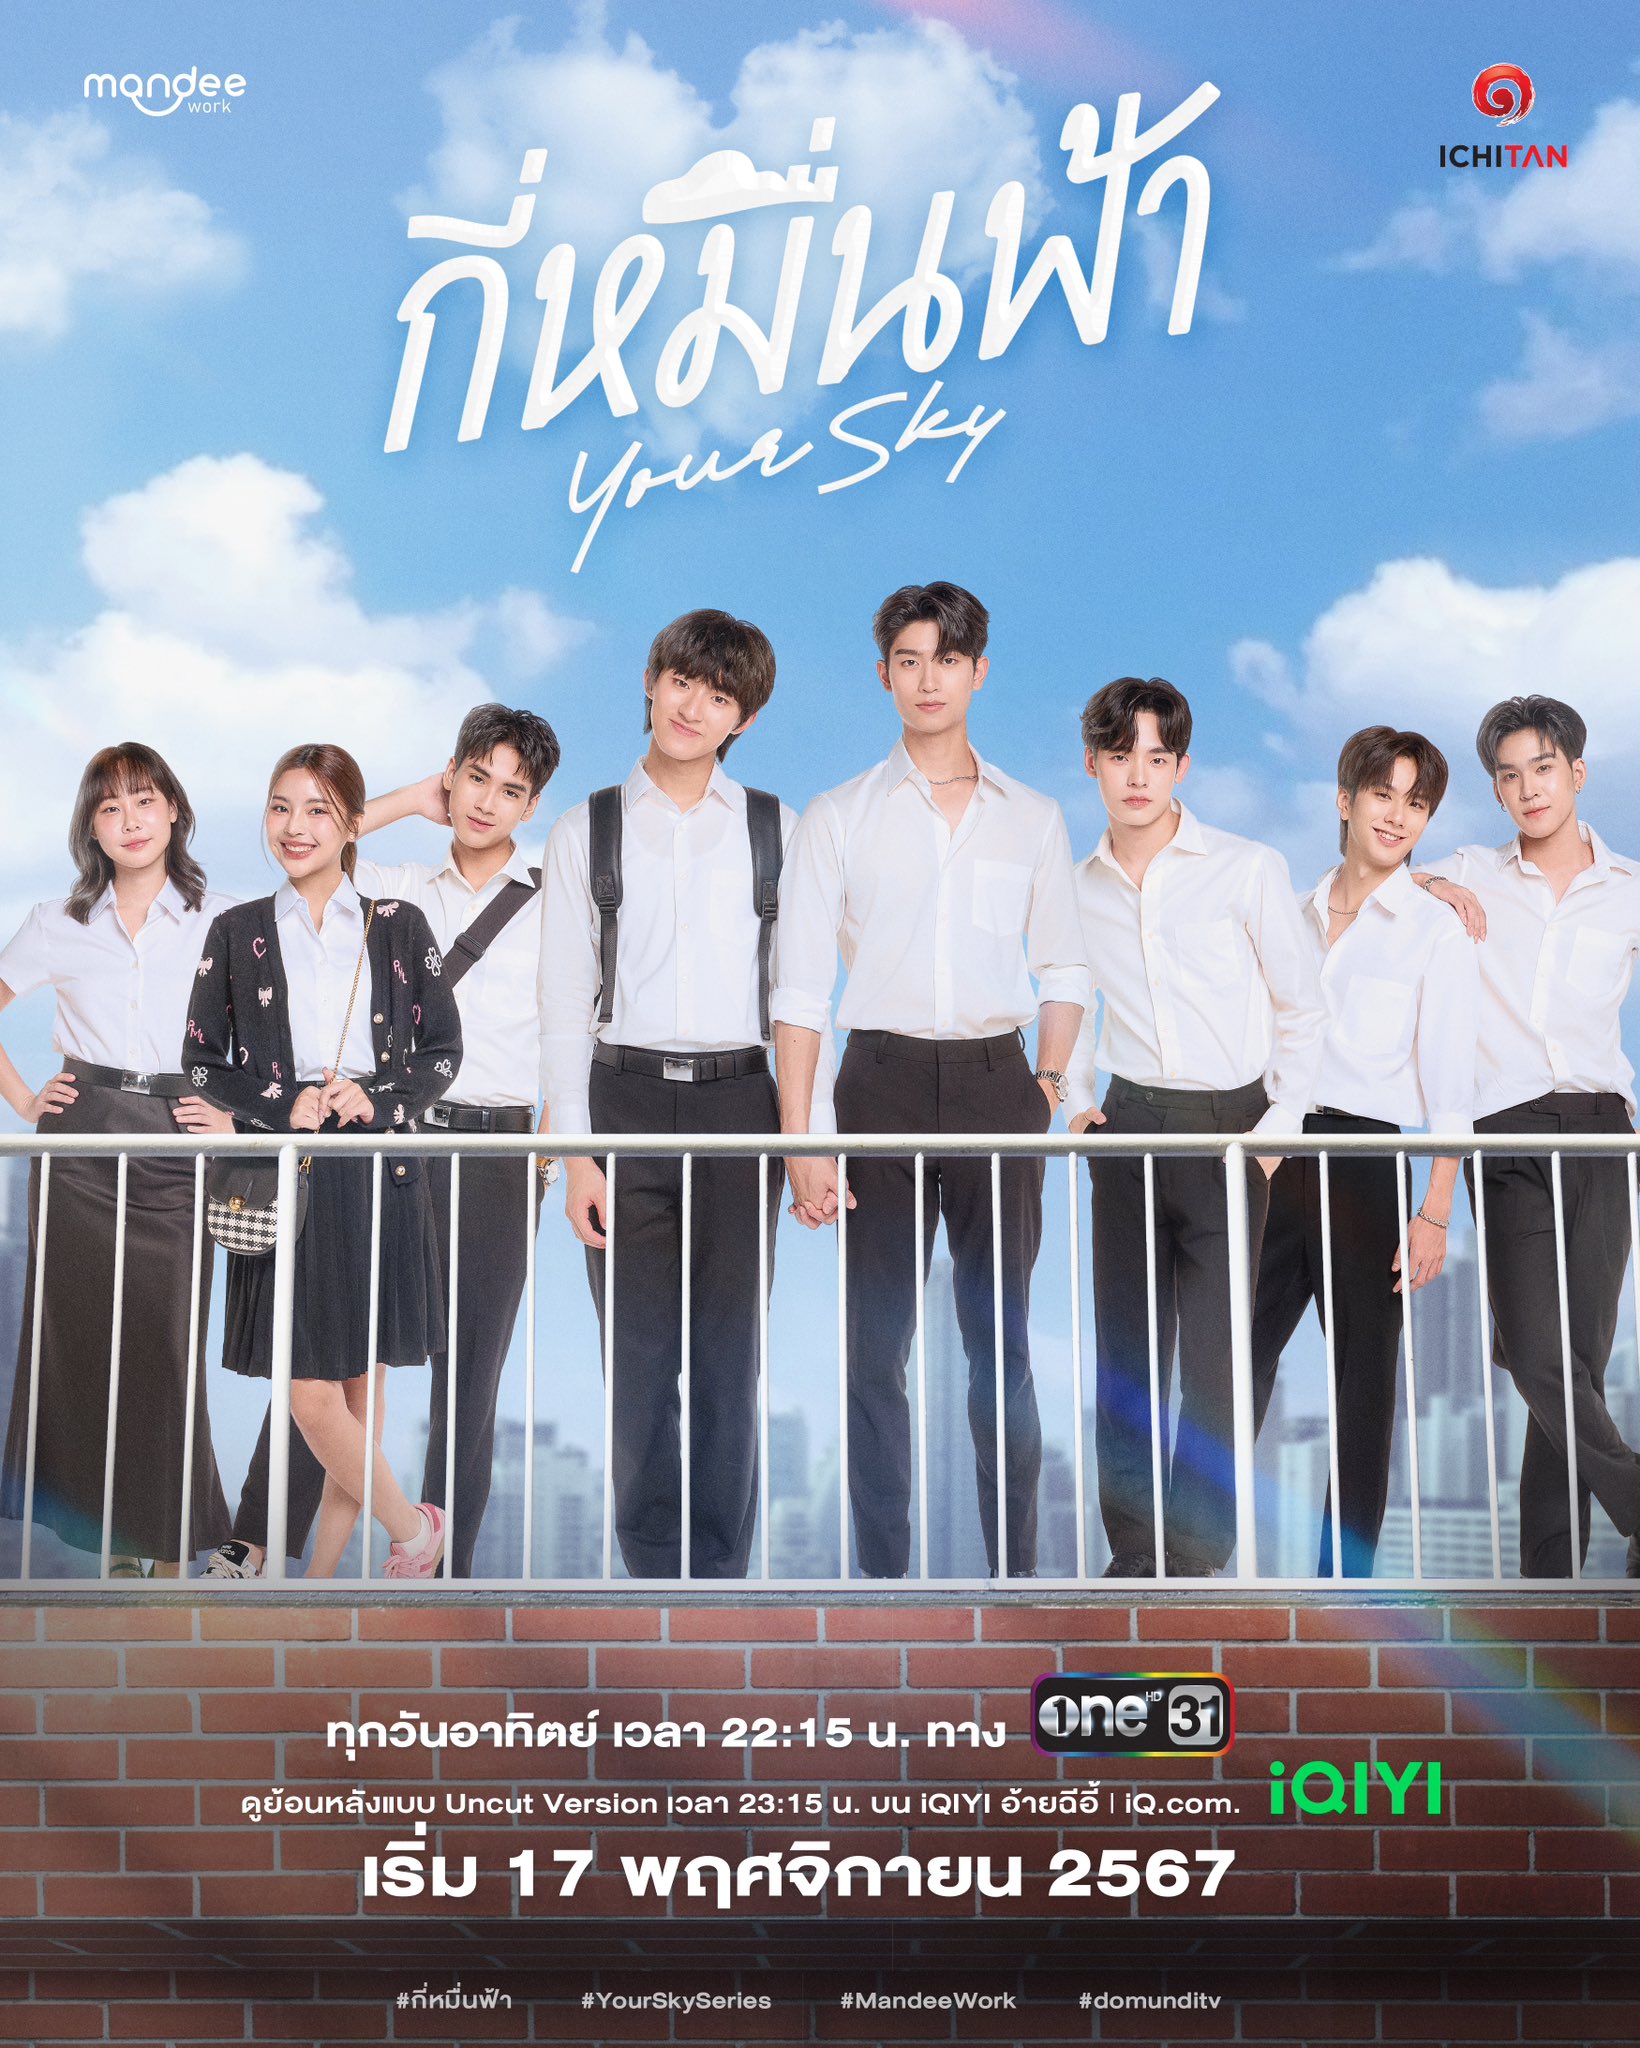 mandee
work
ICHITAN
กี่หมื่นฟ้า
Your Sky
ทุกวันอาทิตย์ เวลา 22:15 น. ทาง one HD 31
ดูย้อนหลังแบบ Uncut Version เวลา 23:15 น. บน iQIYI อ้ายฉีอี้ | iQ.com. iQIYI
เริ่ม 17 พฤศจิกายน 2567
#กี่หมื่นฟ้า #YourSkySeries #MandeeWork #domunditv